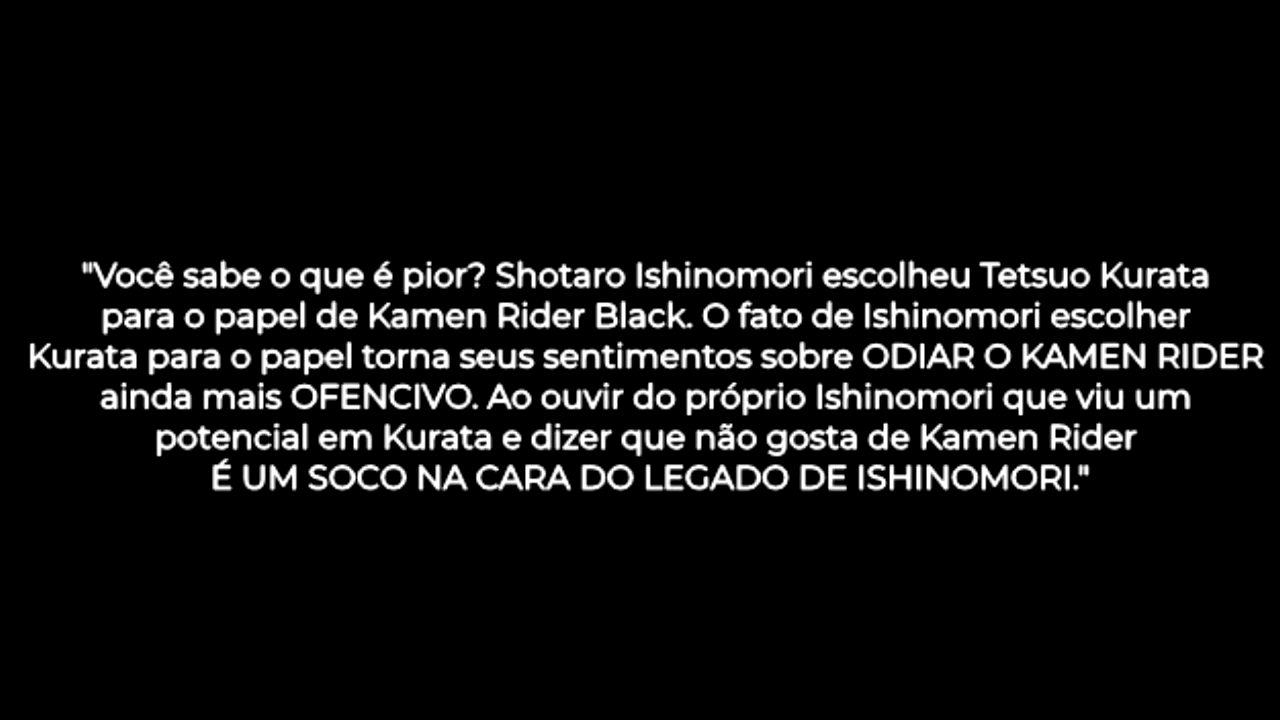 "Você sabe o que é pior? Shotaro Ishinomori escolheu Tetsuo Kurata
para o papel de Kamen Rider Black. O fato de Ishinomori escolher
Kurata para o papel torna seus sentimentos sobre ODIAR O KAMEN RIDER
ainda mais OFENCIVO. Ao ouvir do próprio Ishinomori que viu um
potencial em Kurata e dizer que não gosta de Kamen Rider
É UM SOCO NA CARA DO LEGADO DE ISHINOMORI."